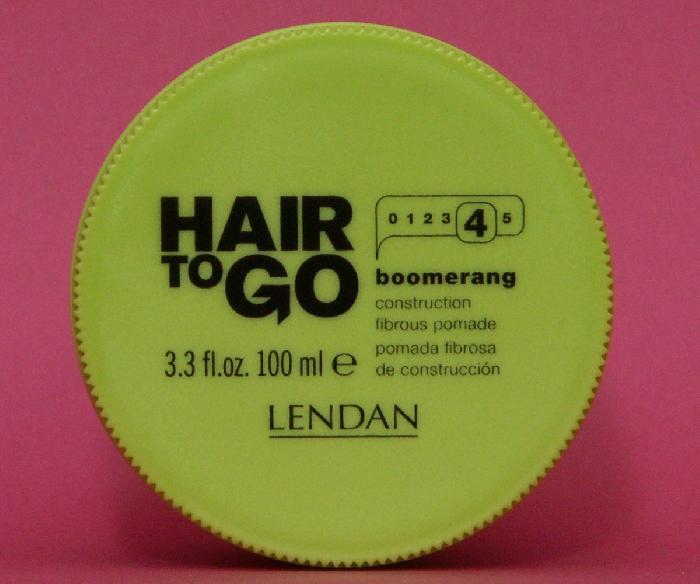 HAIR
TO GO
3.3 fl.oz. 100 ml ℮
0 1 2 3 4 5
boomerang
construction
fibrous pomade
pomada fibrosa
de construcción
LENDAN